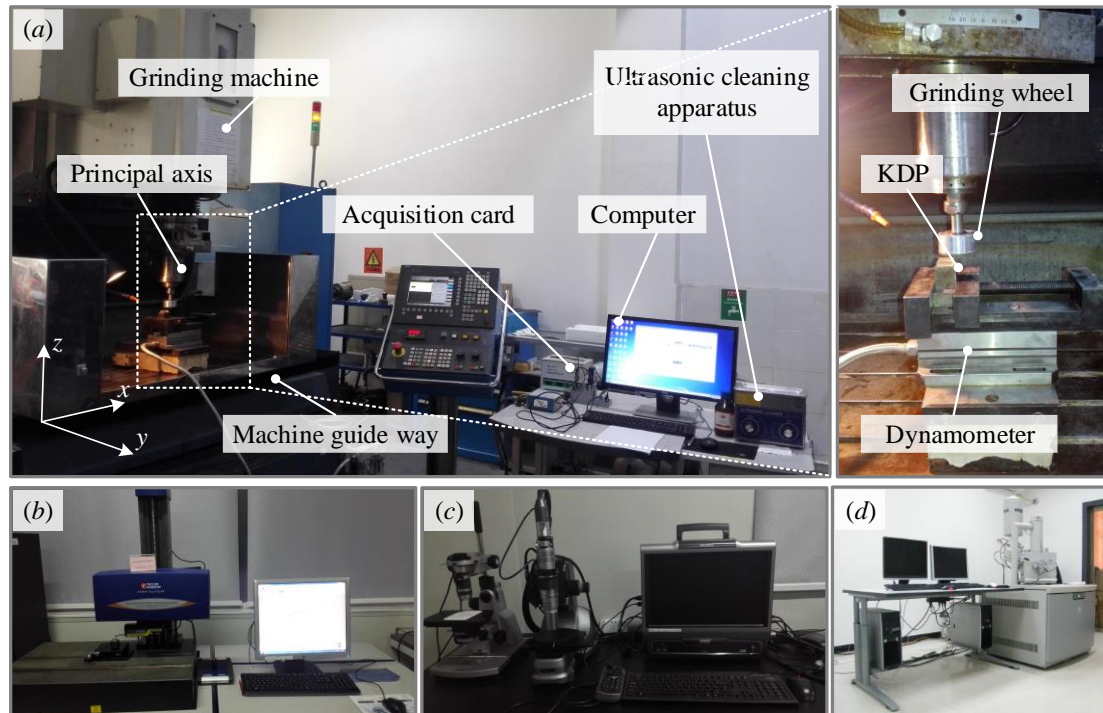 (a)
Grinding machine
Principal axis
Acquisition card
Computer
Ultrasonic cleaning
apparatus
z
x
y
Machine guide way
Grinding wheel
KDP
Dynamometer
(b)
(c)
(d)